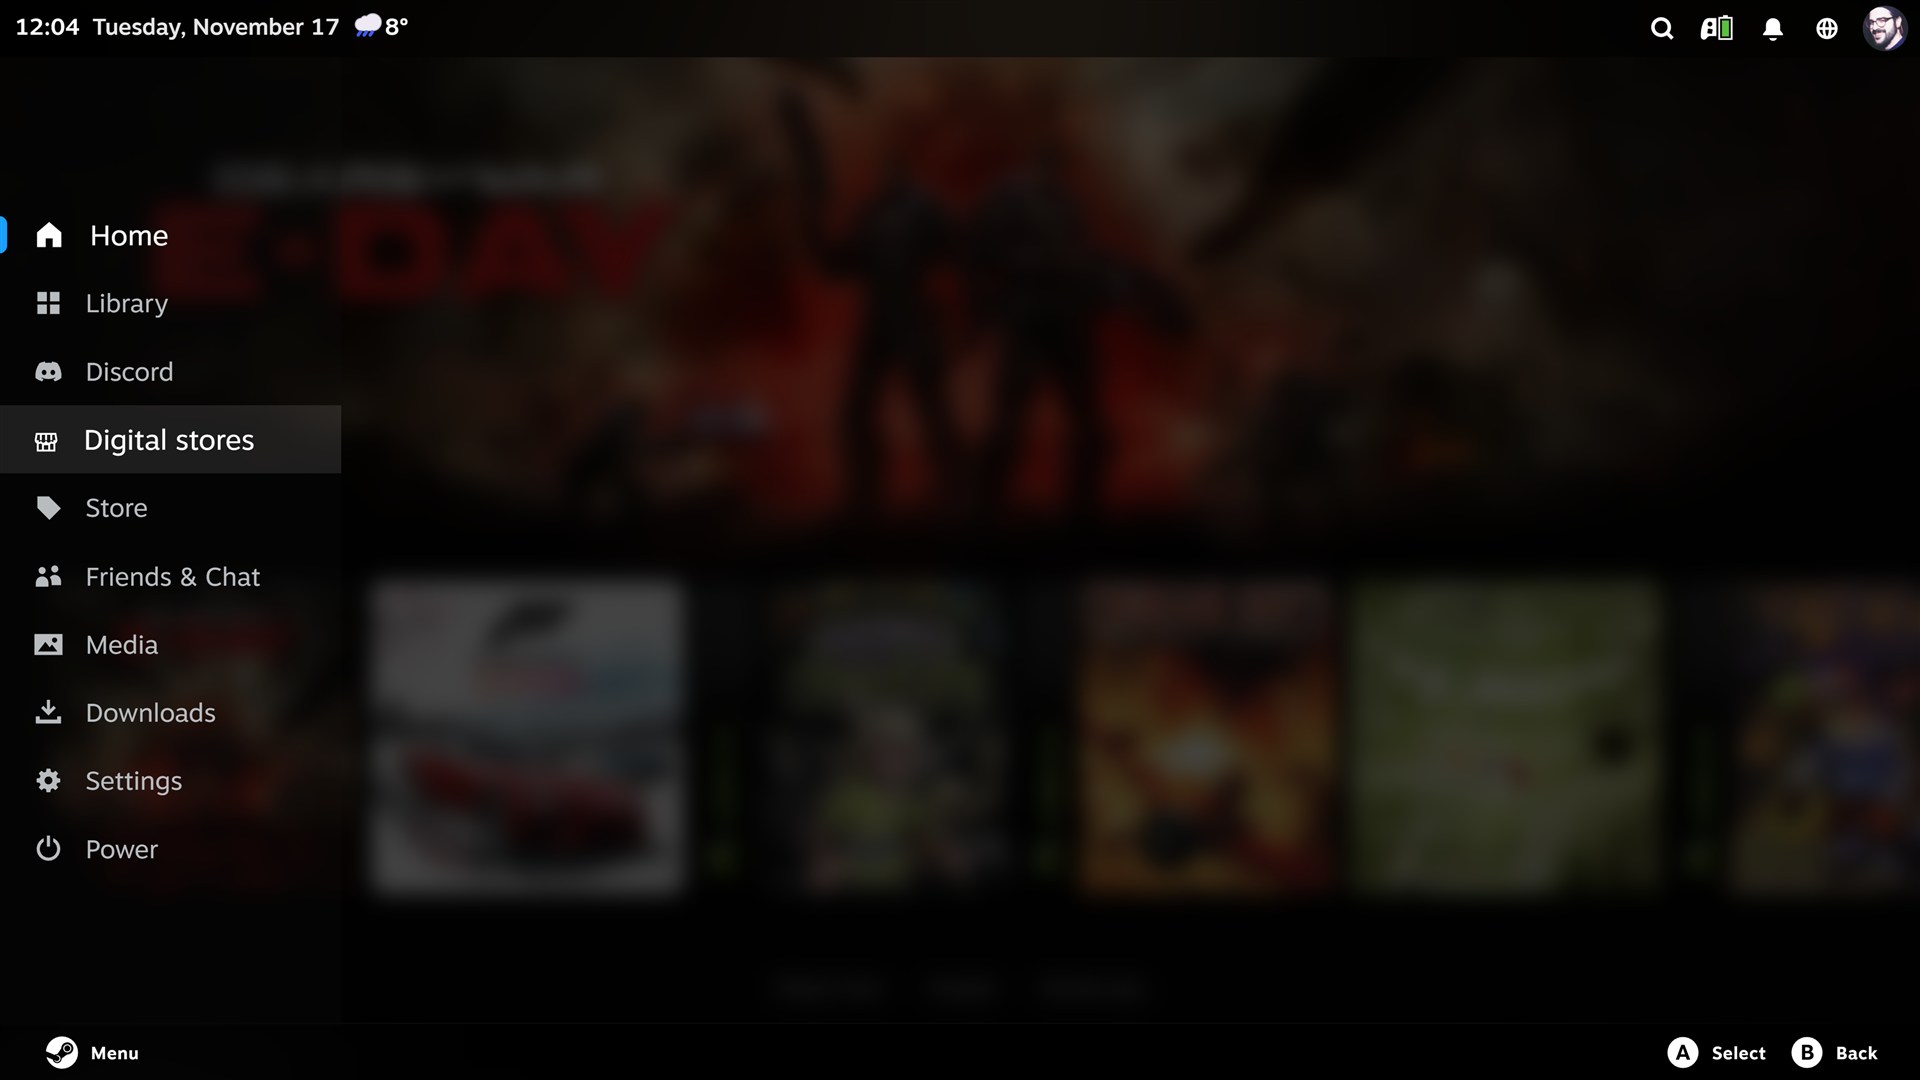 12:04 Tuesday, November 17 8°
E-DAY
Home
Library
Discord
Digital stores
Store
Friends & Chat
Media
Downloads
Settings
Power
Menu
A Select B Back